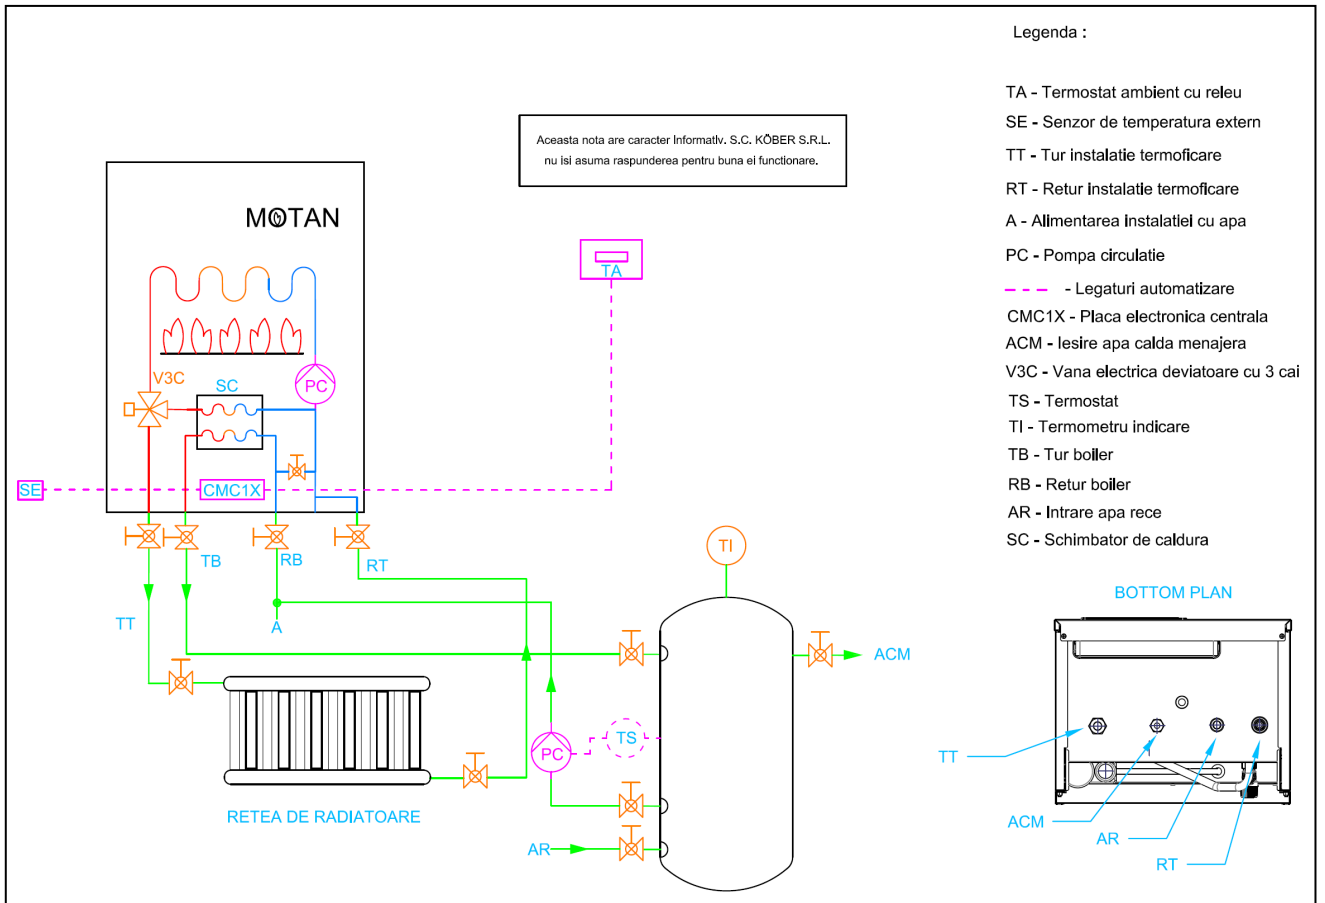 Legenda :
TA - Termostat ambient cu releu
SE - Senzor de temperatura extern
TT - Tur instalatie termoficare
RT - Retur instalatie termoficare
A - Alimentarea instalatiei cu apa
PC - Pompa circulatie
- Legaturi automatizare
CMC1X - Placa electronica centrala
ACM - Iesire apa calda menajera
V3C - Vana electrica deviatoare cu 3 cai
TS - Termostat
TI - Termometru indicare
TB - Tur boiler
RB - Retur boiler
AR - Intrare apa rece
SC - Schimbator de caldura
Aceasta nota are caracter Informativ. S.C. KÖBER S.R.L.
nu isi asuma raspunderea pentru buna ei functionare.
MOTAN
TA
V3C
SC
PC
SE
CMC1X
TB
RB
RT
TT
A
TI
ACM
TS
PC
AR
RETEA DE RADIATOARE
BOTTOM PLAN
TT
ACM
AR
RT